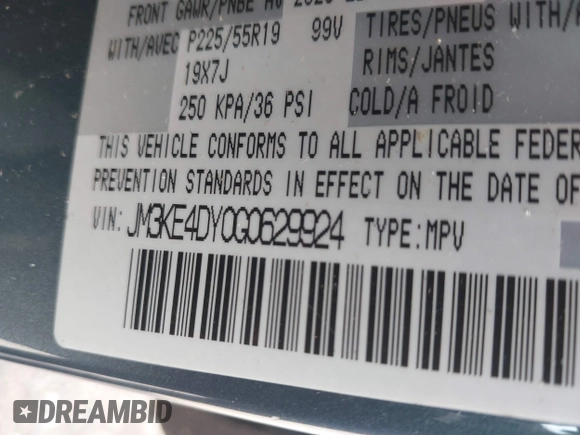 FRONT GAWR/PNBE AV
WITH/AVEC P225/55R19 99V TIRES/PNEUS WITH/
19X7J RIMS/JANTES
250 KPA/36 PSI COLD/A FROID
THIS VEHICLE CONFORMS TO ALL APPLICABLE FEDER
PREVENTION STANDARDS IN EFFECT ON THE DATE OF
VIN: JM3KE4DY0G0629924 TYPE:MPV
DREAMBID